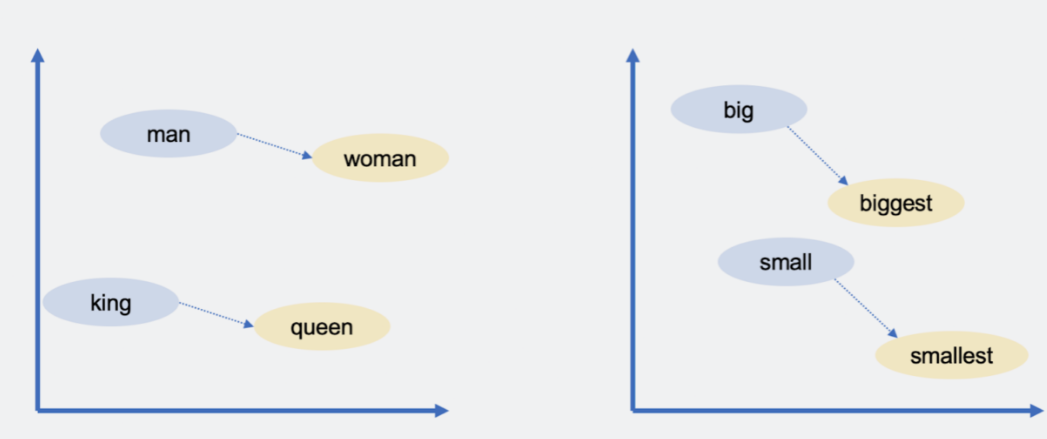 man
woman
king
queen
big
biggest
small
smallest